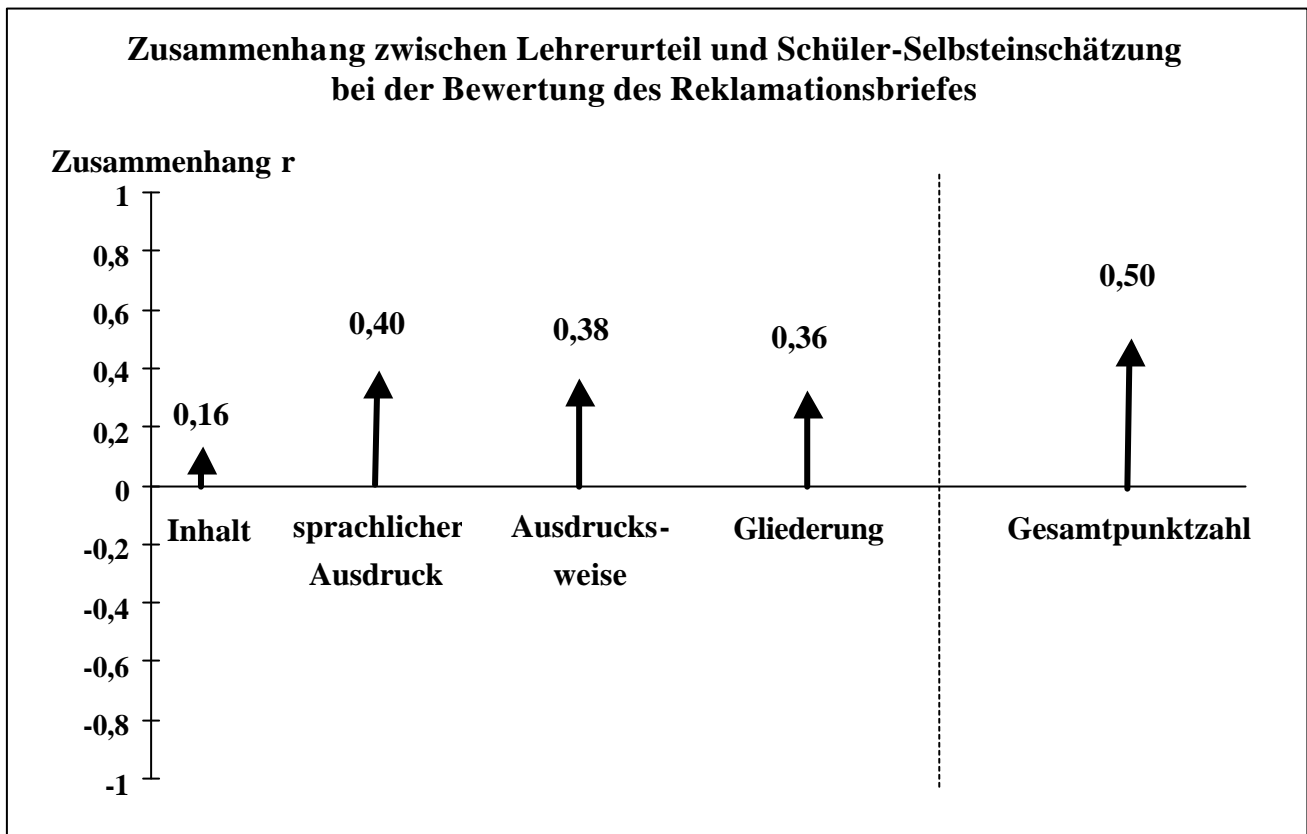 Zusammenhang zwischen Lehrerurteil und Schüler-Selbsteinschätzung
bei der Bewertung des Reklamationsbriefes
Zusammenhang r
1
0,8
0,6
0,4
0,2
0
-0,2
-0,4
-0,6
-0,8
-1
0,16
0,40
0,38
0,36
0,50
Inhalt
sprachlicher
Ausdruck
Ausdrucks-
weise
Gliederung
Gesamtpunktzahl